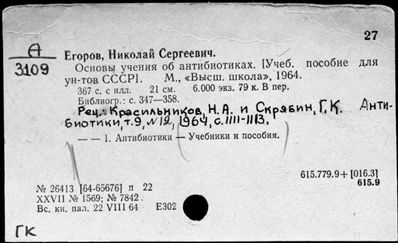 27
А
3109
Егоров, Николай Сергеевич.
Основы учения об антибиотиках. [Учеб. пособие для
ун-тов СССР]. М., «Высш. школа», 1964.
367 с. с илл. 21 см. 6.000 экз. 79 к. В пер.
Библиогр.: с. 347—358.
Рец.: Красильников, Н.А. и Скрябин, Г.К. Анти-
биотики, т.9, №12, 1964, с. 1111-1113.
— — 1. Антибиотики — Учебники и пособия.
615.779.9+[016.3]
615.9
№ 26413 [64-65676] п 22
XXVII № 1569; № 7842.
Вс. кн. пал. 22 VIII 64 Е302
ГК